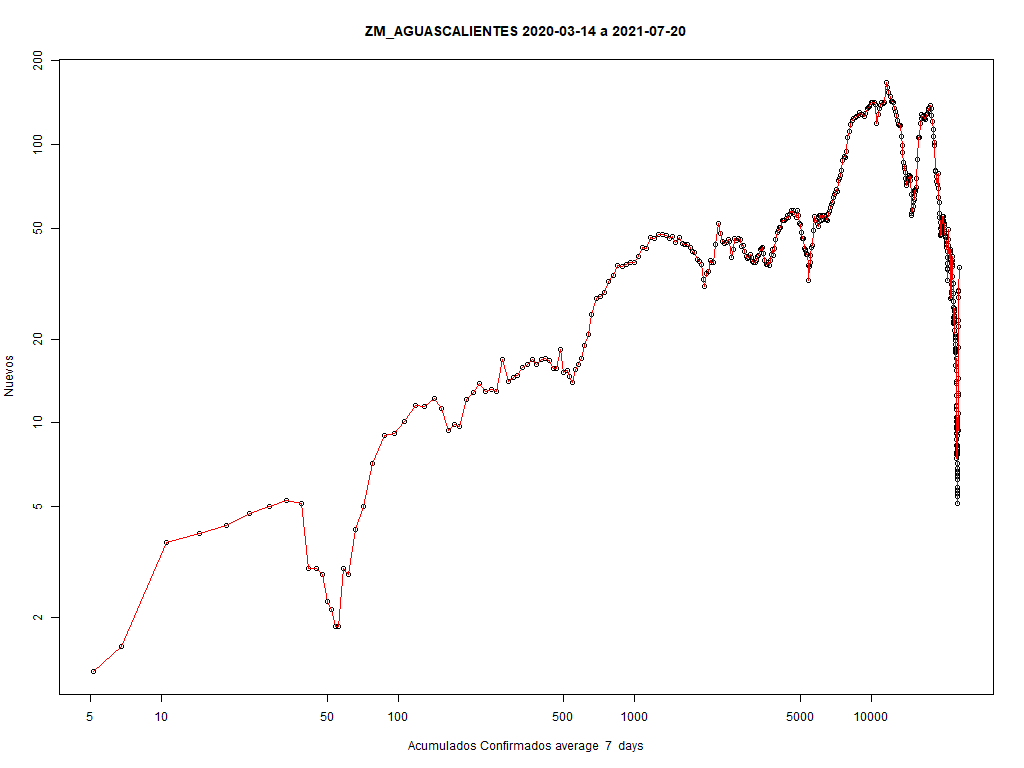 ZM_AGUASCALIENTES 2020-03-14 a 2021-07-20
200
100
50
20
10
5
2
Nuevos
5 10 50 100 500 1000 5000 10000
Acumulados Confirmados average 7 days